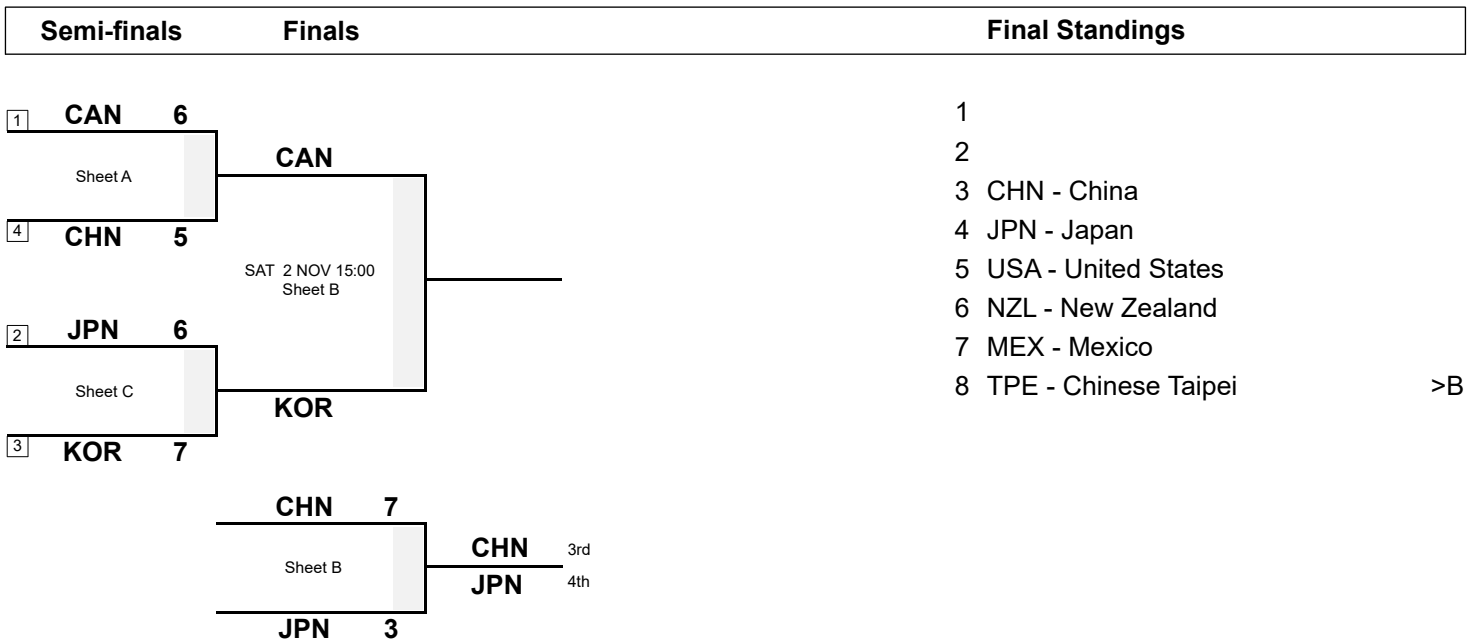 Semi-finals Finals Final Standings
1 CAN 6
Sheet A
4 CHN 5
CAN
SAT 2 NOV 15:00
Sheet B
2 JPN 6
Sheet C
3 KOR 7
KOR
CHN 7
Sheet B
JPN 3
CHN 3rd
JPN 4th
1
2
3 CHN - China
4 JPN - Japan
5 USA - United States
6 NZL - New Zealand
7 MEX - Mexico
8 TPE - Chinese Taipei >B